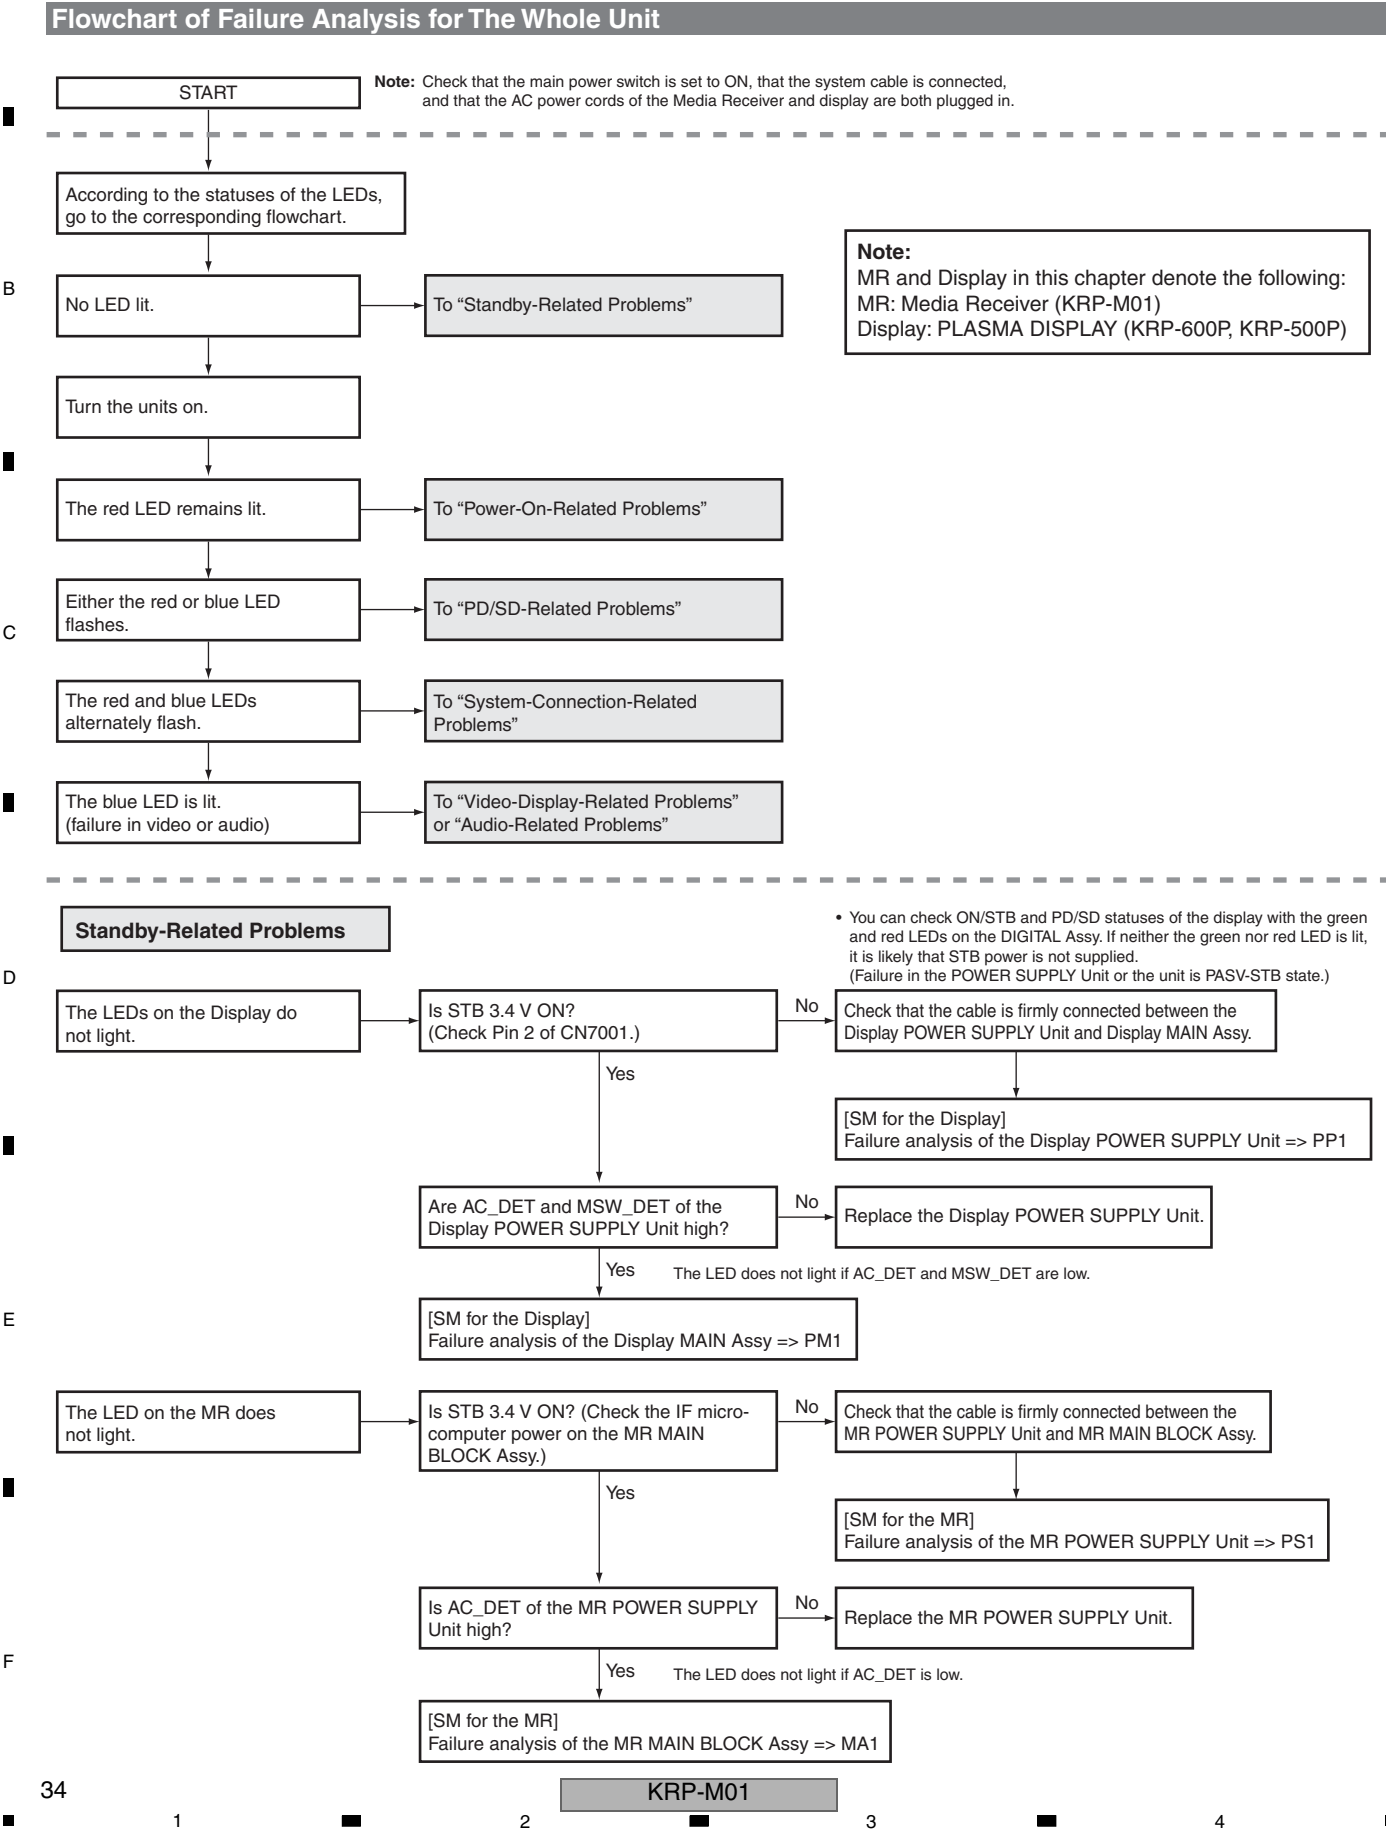 Flowchart of Failure Analysis for The Whole Unit
START
Note: Check that the main power switch is set to ON, that the system cable is connected,
and that the AC power cords of the Media Receiver and display are both plugged in.
According to the statuses of the LEDs,
go to the corresponding flowchart.
Note:
MR and Display in this chapter denote the following:
MR: Media Receiver (KRP-M01)
Display: PLASMA DISPLAY (KRP-600P, KRP-500P)
B
No LED lit.
To “Standby-Related Problems”
Turn the units on.
The red LED remains lit.
To “Power-On-Related Problems”
Either the red or blue LED
flashes.
To “PD/SD-Related Problems”
C
The red and blue LEDs
alternately flash.
To “System-Connection-Related
Problems”
The blue LED is lit.
(failure in video or audio)
To “Video-Display-Related Problems”
or “Audio-Related Problems”
Standby-Related Problems
• You can check ON/STB and PD/SD statuses of the display with the green
and red LEDs on the DIGITAL Assy. If neither the green nor red LED is lit,
it is likely that STB power is not supplied.
(Failure in the POWER SUPPLY Unit or the unit is PASV-STB state.)
D
The LEDs on the Display do
not light.
Is STB 3.4 V ON?
(Check Pin 2 of CN7001.)
No
Check that the cable is firmly connected between the
Display POWER SUPPLY Unit and Display MAIN Assy.
Yes
[SM for the Display]
Failure analysis of the Display POWER SUPPLY Unit => PP1
Are AC_DET and MSW_DET of the
Display POWER SUPPLY Unit high?
No
Replace the Display POWER SUPPLY Unit.
Yes
The LED does not light if AC_DET and MSW_DET are low.
E
[SM for the Display]
Failure analysis of the Display MAIN Assy => PM1
The LED on the MR does
not light.
Is STB 3.4 V ON? (Check the IF micro-
computer power on the MR MAIN
BLOCK Assy.)
No
Check that the cable is firmly connected between the
MR POWER SUPPLY Unit and MR MAIN BLOCK Assy.
Yes
[SM for the MR]
Failure analysis of the MR POWER SUPPLY Unit => PS1
Is AC_DET of the MR POWER SUPPLY
Unit high?
No
Replace the MR POWER SUPPLY Unit.
F
Yes
The LED does not light if AC_DET is low.
[SM for the MR]
Failure analysis of the MR MAIN BLOCK Assy => MA1
34
KRP-M01
1
2
3
4